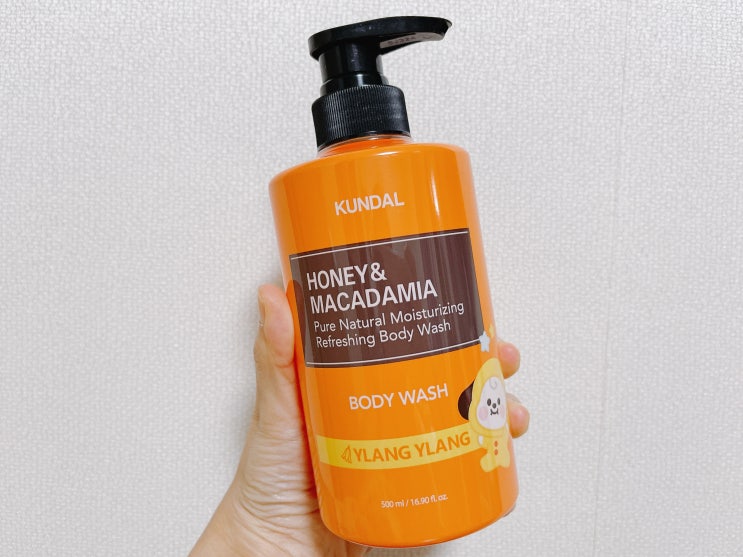 KUNDAL
HONEY&
MACADAMIA
Pure Natural Moisturizing
Refreshing Body Wash
BODY WASH
YLANG YLANG
500 ml / 16.90 fl.oz.